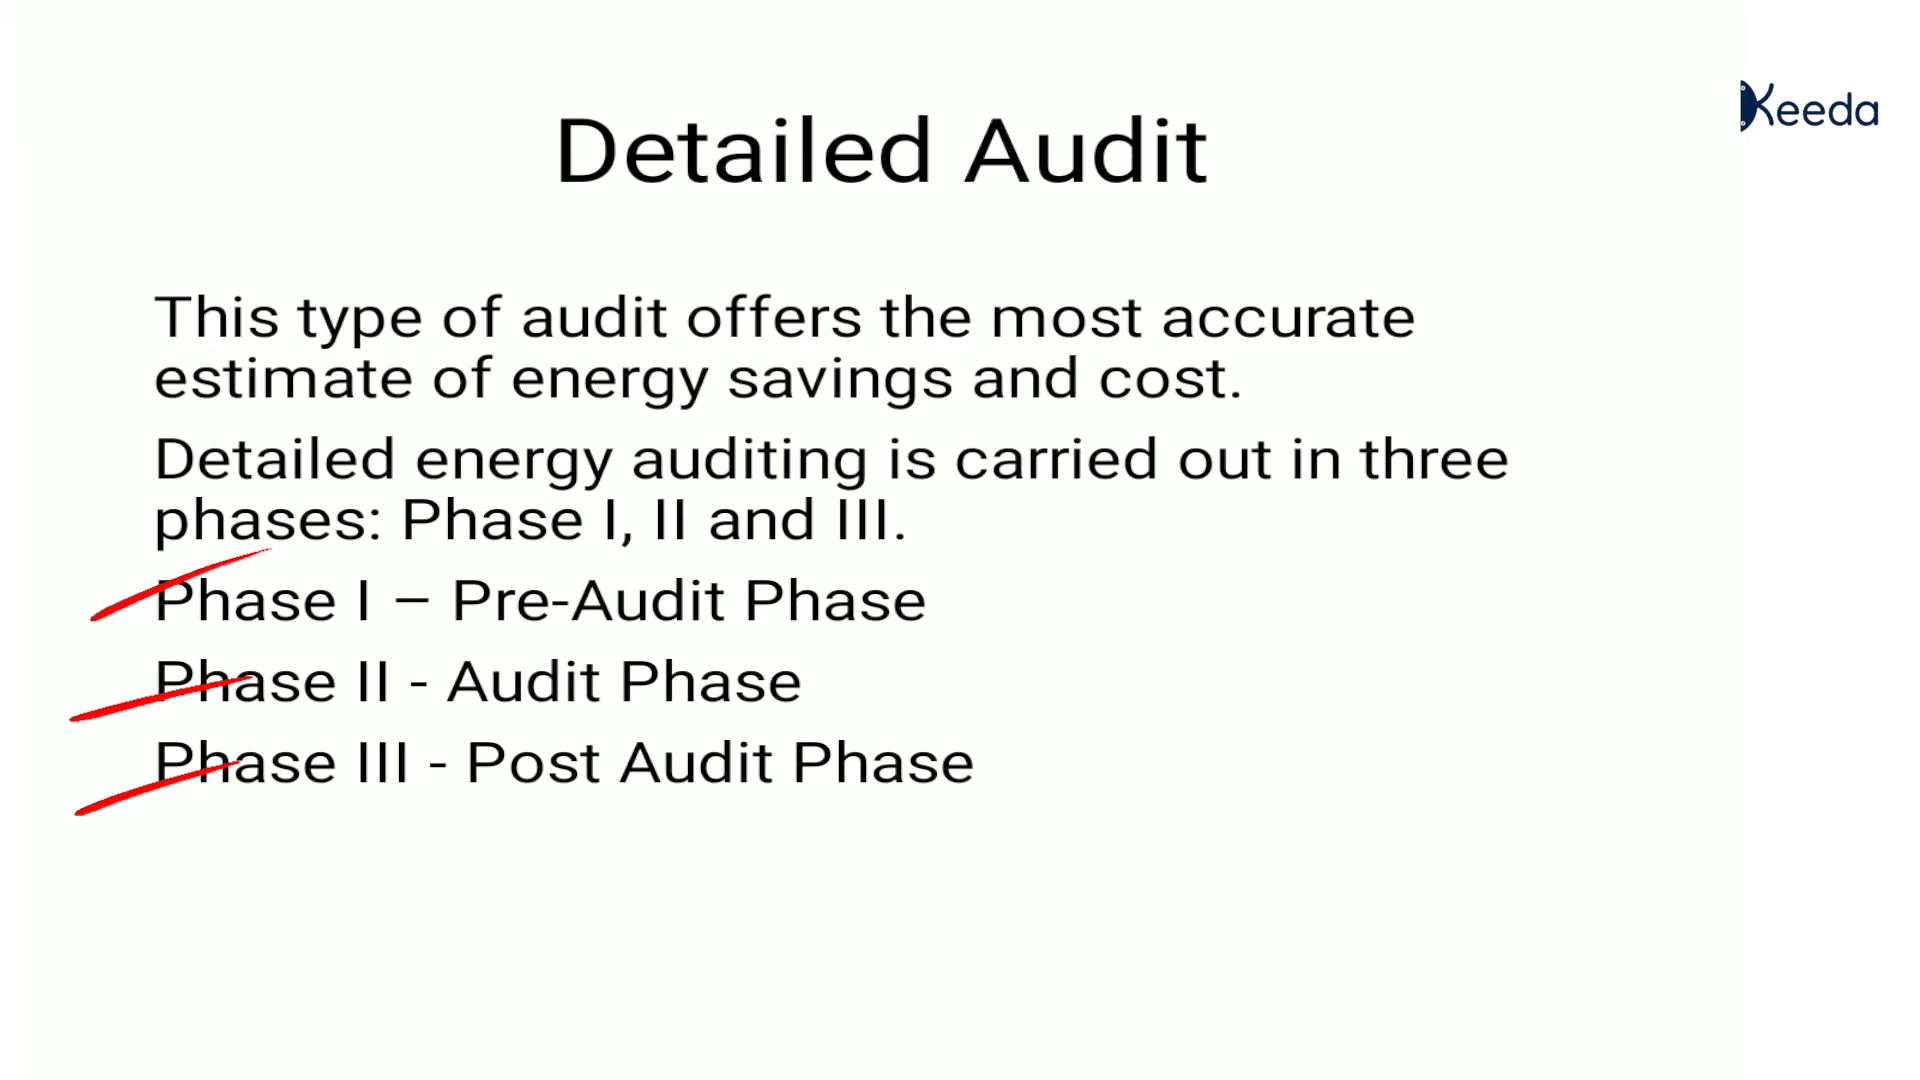 Detailed Audit
Keeda
This type of audit offers the most accurate
estimate of energy savings and cost.
Detailed energy auditing is carried out in three
phases: Phase I, II and III.
Phase I – Pre-Audit Phase
Phase II - Audit Phase
Phase III - Post Audit Phase